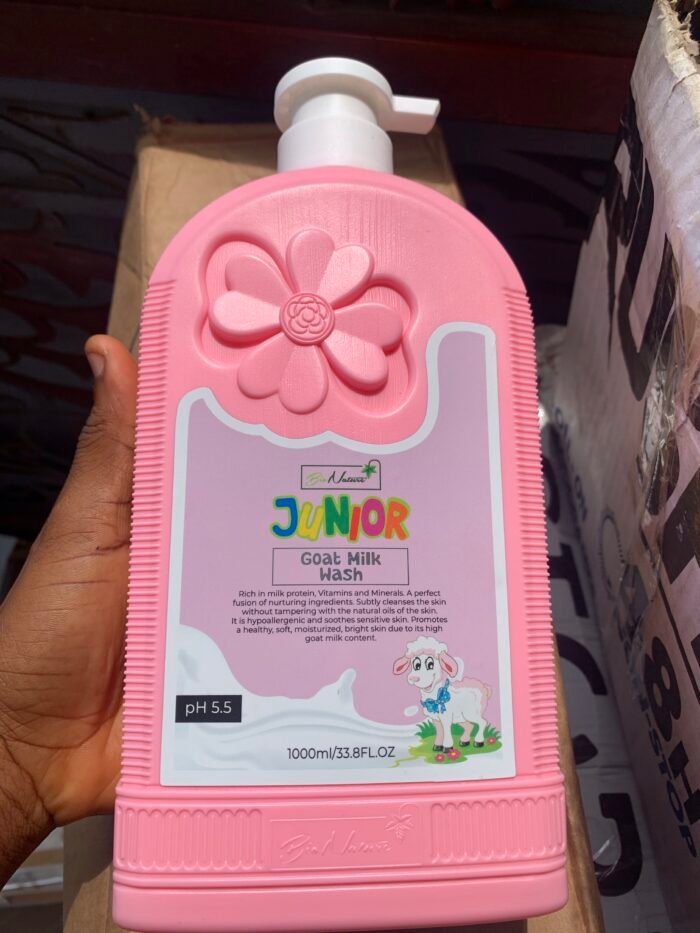 Bio Nature
JUNIOR
Goat Milk
Wash
Rich in milk protein, Vitamins and Minerals. A perfect
fusion of nurturing ingredients. Subtly cleanses the skin
without tampering with the natural oils of the skin.
It is hypoallergenic and soothes sensitive skin. Promotes
a healthy, soft, moisturized, bright skin due to its high
goat milk content.
pH 5.5
1000ml/33.8FL.OZ
Bio Nature